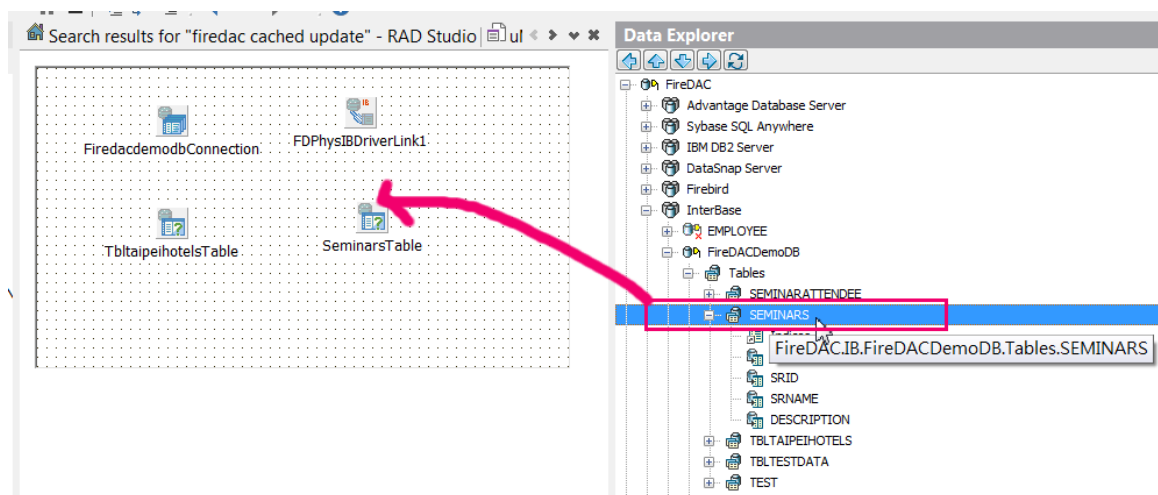 Search results for "firedac cached update" - RAD Studio
Data Explorer
FiredacdemodbConnection
FDPhysIBDriverLink1
TbltaipeihotelsTable
SeminarsTable
FireDAC
Advantage Database Server
Sybase SQL Anywhere
IBM DB2 Server
DataSnap Server
Firebird
InterBase
EMPLOYEE
FireDACDemoDB
Tables
SEMINARATTENDEE
SEMINARS
FireDAC.IB.FireDACDemoDB.Tables.SEMINARS
SRID
SRNAME
DESCRIPTION
TBLTAIPEIHOTELS
TBLTESTDATA
TEST